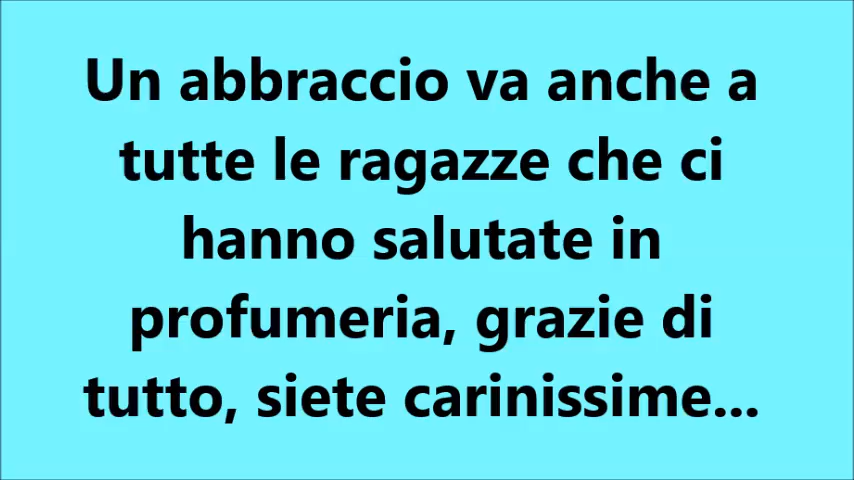 Un abbraccio va anche a
tutte le ragazze che ci
hanno salutate in
profumeria, grazie di
tutto, siete carinissime...